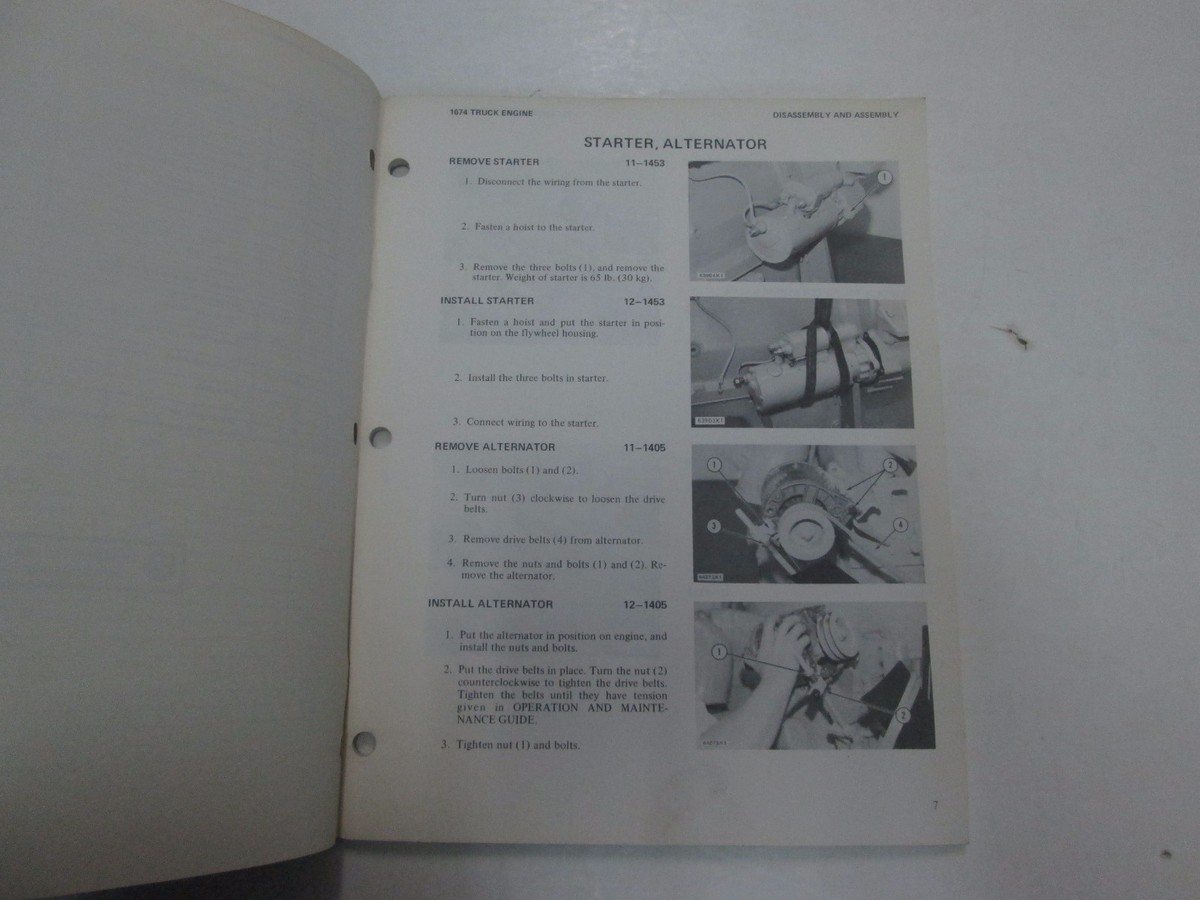 1674 TRUCK ENGINE
DISASSEMBLY AND ASSEMBLY
STARTER, ALTERNATOR
REMOVE STARTER 11–1453
1. Disconnect the wiring from the starter.
2. Fasten a hoist to the starter.
3. Remove the three bolts (1), and remove the
starter. Weight of starter is 65 lb. (30 kg).
INSTALL STARTER 12–1453
1. Fasten a hoist and put the starter in posi-
tion on the flywheel housing.
2. Install the three bolts in starter.
3. Connect wiring to the starter.
REMOVE ALTERNATOR 11–1405
1. Loosen bolts (1) and (2).
2. Turn nut (3) clockwise to loosen the drive
belts.
3. Remove drive belts (4) from alternator.
4. Remove the nuts and bolts (1) and (2). Re-
move the alternator.
INSTALL ALTERNATOR 12–1405
1. Put the alternator in position on engine, and
install the nuts and bolts.
2. Put the drive belts in place. Turn the nut (2)
counterclockwise to tighten the drive belts.
Tighten the belts until they have tension
given in OPERATION AND MAINTE-
NANCE GUIDE.
3. Tighten nut (1) and bolts.
1
1
2
3
4
1
2
7